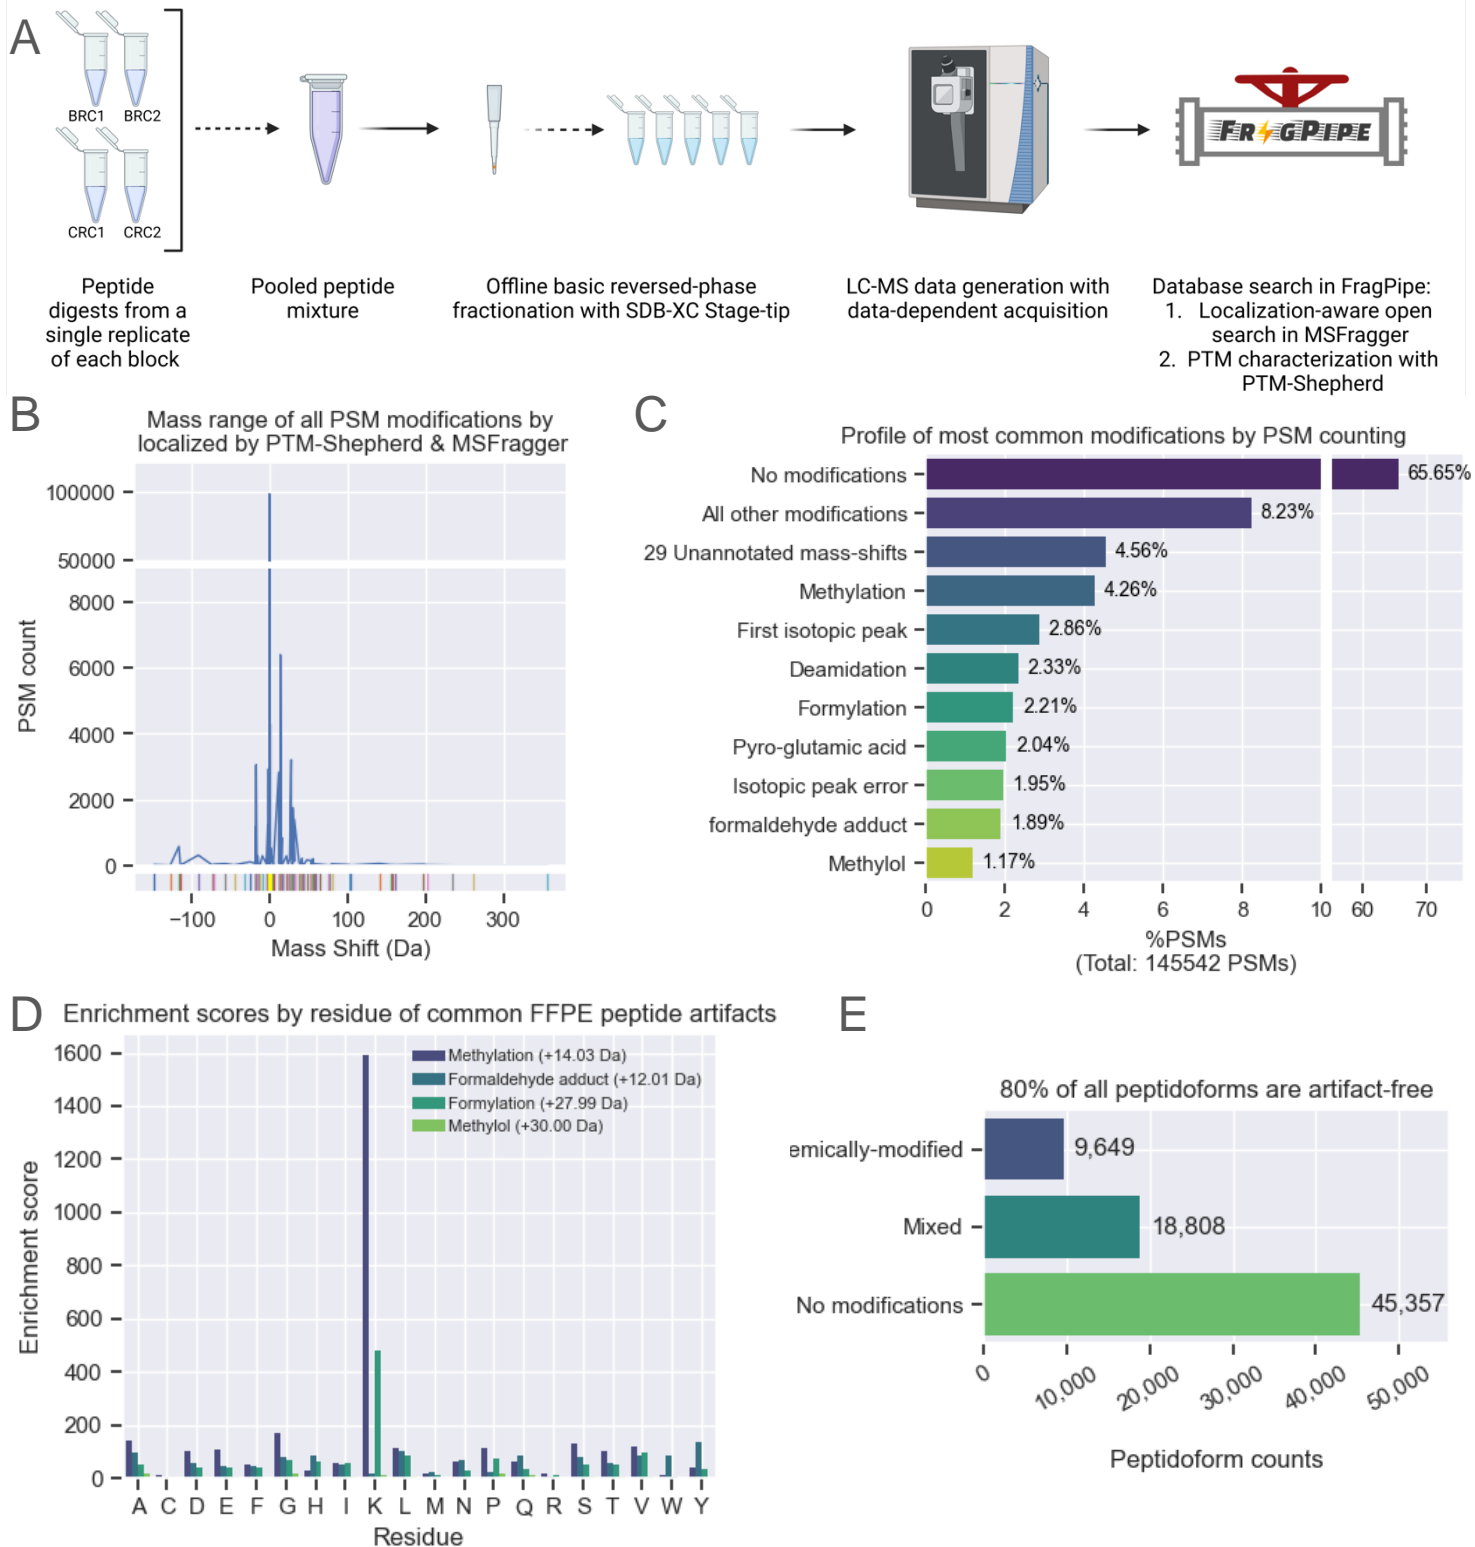 A
BRC1 BRC2
CRC1 CRC2
FRAGPIPE
Peptide
digests from a
single replicate
of each block
Pooled peptide
mixture
Offline basic reversed-phase
fractionation with SDB-XC Stage-tip
LC-MS data generation with
data-dependent acquisition
Database search in FragPipe:
1. Localization-aware open
search in MSFragger
2. PTM characterization with
PTM-Shepherd
B
Mass range of all PSM modifications by
localized by PTM-Shepherd & MSFragger
PSM count
100000
50000
8000
6000
4000
2000
0
−100 0 100 200 300
Mass Shift (Da)
C
Profile of most common modifications by PSM counting
No modifications 65.65%
All other modifications 8.23%
29 Unannotated mass-shifts 4.56%
Methylation 4.26%
First isotopic peak 2.86%
Deamidation 2.33%
Formylation 2.21%
Pyro-glutamic acid 2.04%
Isotopic peak error 1.95%
formaldehyde adduct 1.89%
Methylol 1.17%
0 2 4 6 8 10 60 70
%PSMs
(Total: 145542 PSMs)
D
Enrichment scores by residue of common FFPE peptide artifacts
Enrichment score
1600
1400
1200
1000
800
600
400
200
0
Methylation (+14.03 Da)
Formaldehyde adduct (+12.01 Da)
Formylation (+27.99 Da)
Methylol (+30.00 Da)
A C D E F G H I K L M N P Q R S T V W Y
Residue
E
80% of all peptidoforms are artifact-free
emically-modified 9,649
Mixed 18,808
No modifications 45,357
0 10,000 20,000 30,000 40,000 50,000
Peptidoform counts